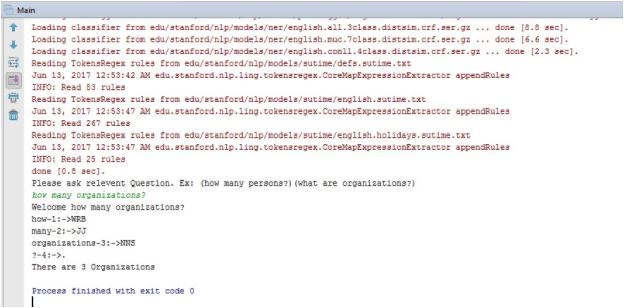 Main
Loading classifier from edu/stanford/nlp/models/ner/english.all.3class.distsim.crf.ser.gz ... done [8.8 sec].
Loading classifier from edu/stanford/nlp/models/ner/english.muc.7class.distsim.crf.ser.gz ... done [6.6 sec].
Loading classifier from edu/stanford/nlp/models/ner/english.conll.4class.distsim.crf.ser.gz ... done [2.3 sec].
Reading TokensRegex rules from edu/stanford/nlp/models/sutime/defs.sutime.txt
Jun 13, 2017 12:53:42 AM edu.stanford.nlp.ling.tokensregex.CoreMapExpressionExtractor appendRules
INFO: Read 83 rules
Reading TokensRegex rules from edu/stanford/nlp/models/sutime/english.sutime.txt
Jun 13, 2017 12:53:47 AM edu.stanford.nlp.ling.tokensregex.CoreMapExpressionExtractor appendRules
INFO: Read 267 rules
Reading TokensRegex rules from edu/stanford/nlp/models/sutime/english.holidays.sutime.txt
Jun 13, 2017 12:53:47 AM edu.stanford.nlp.ling.tokensregex.CoreMapExpressionExtractor appendRules
INFO: Read 25 rules
done [0.8 sec].
Please ask relevent Question. Ex: (how many persons?)(what are organizations?)
how many organizations?
Welcome how many organizations?
how-1:->WRB
many-2:->JJ
organizations-3:->NNS
?-4:->.
There are 3 Organizations
Process finished with exit code 0